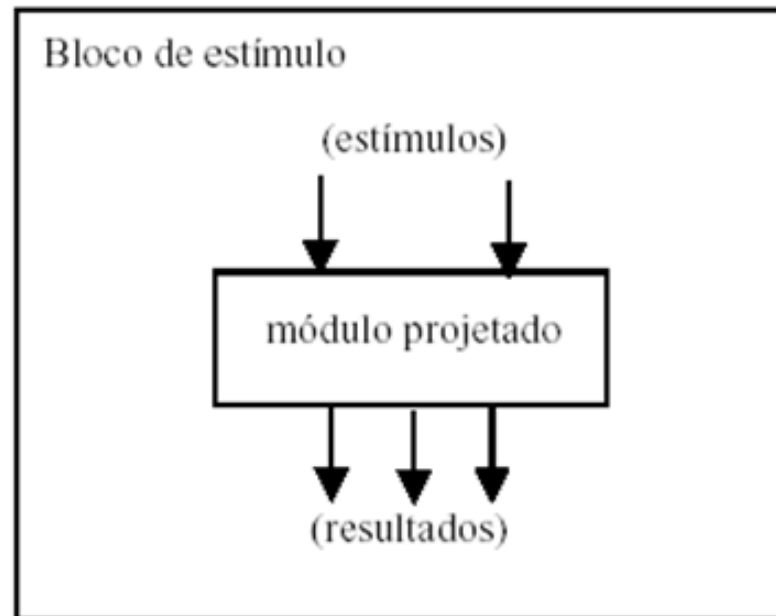 Bloco de estímulo
(estímulos)
módulo projetado
(resultados)